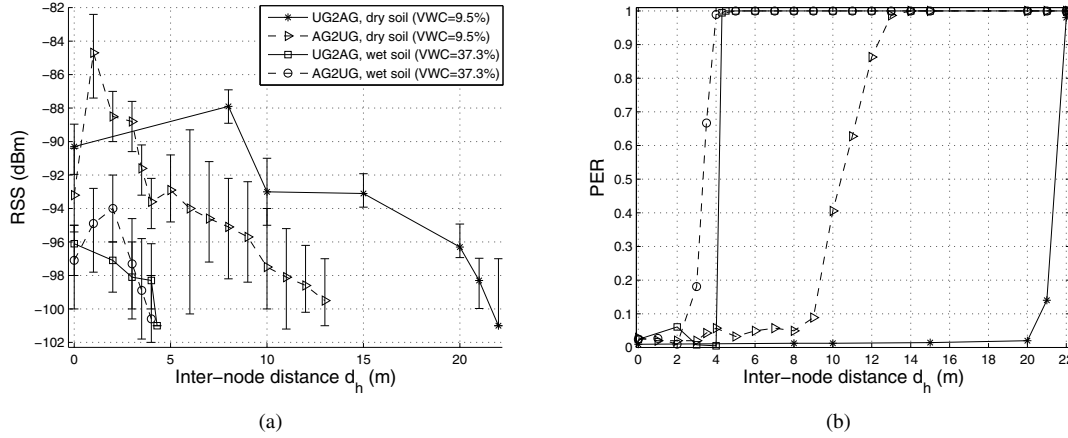 -82
-84
-86
-88
-90
-92
-94
-96
-98
-100
-102
RSS (dBm)
0 5 10 15 20
Inter-node distance d_h (m)
UG2AG, dry soil (VWC=9.5%)
AG2UG, dry soil (VWC=9.5%)
UG2AG, wet soil (VWC=37.3%)
AG2UG, wet soil (VWC=37.3%)
(a)
1
0.9
0.8
0.7
0.6
0.5
0.4
0.3
0.2
0.1
0
PER
0 2 4 6 8 10 12 14 16 18 20 22
Inter-node distance d_h (m)
(b)